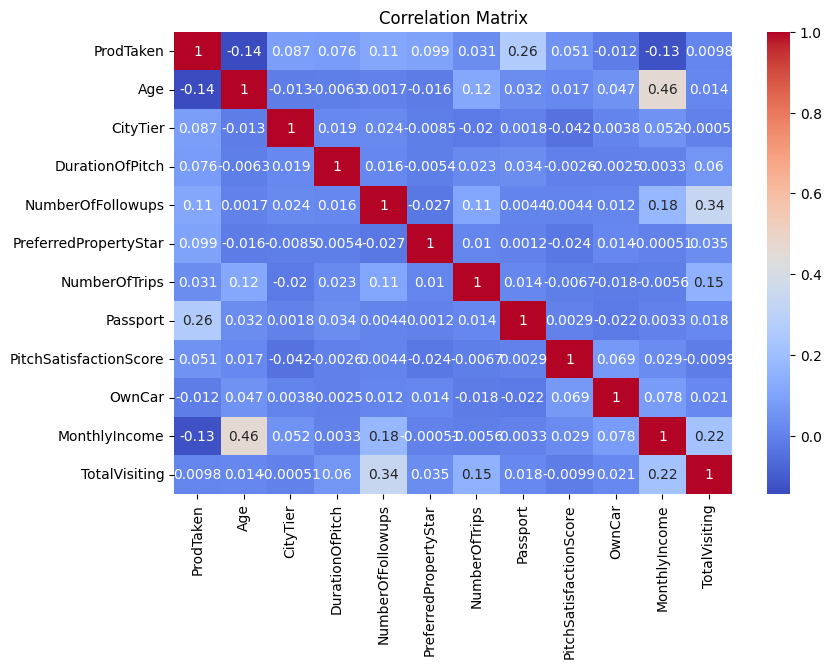 Correlation Matrix
ProdTaken 1 -0.14 0.087 0.076 0.11 0.099 0.031 0.26 0.051 -0.012 -0.13 0.0098
1.0
Age -0.14 1 -0.013 -0.0063 0.0017 -0.016 0.12 0.032 0.017 0.047 0.46 0.014
CityTier 0.087 -0.013 1 0.019 0.024 -0.0085 -0.02 0.0018 -0.042 0.0038 0.052 -0.00051
0.8
DurationOfPitch 0.076 -0.0063 0.019 1 0.016 -0.0054 0.023 0.034 -0.0026 -0.0025 0.0033 0.06
NumberOfFollowups 0.11 0.0017 0.024 0.016 1 -0.027 0.11 0.0044 0.0044 0.012 0.18 0.34
0.6
PreferredPropertyStar 0.099 -0.016 -0.0085 -0.0054 -0.027 1 0.01 0.0012 -0.024 0.014 -0.00051 0.035
NumberOfTrips 0.031 0.12 -0.02 0.023 0.11 0.01 1 0.014 -0.0067 -0.018 -0.0056 0.15
0.4
Passport 0.26 0.032 0.0018 0.034 0.0044 0.0012 0.014 1 0.0029 -0.022 0.0033 0.018
PitchSatisfactionScore 0.051 0.017 -0.042 -0.0026 0.0044 -0.024 -0.0067 0.0029 1 0.069 0.029 -0.0099
0.2
OwnCar -0.012 0.047 0.0038 -0.0025 0.012 0.014 -0.018 -0.022 0.069 1 0.078 0.021
MonthlyIncome -0.13 0.46 0.052 0.0033 0.18 -0.00051 -0.0056 0.0033 0.029 0.078 1 0.22
0.0
TotalVisiting 0.0098 0.014 -0.00051 0.06 0.34 0.035 0.15 0.018 -0.0099 0.021 0.22 1
ProdTaken
Age
CityTier
DurationOfPitch
NumberOfFollowups
PreferredPropertyStar
NumberOfTrips
Passport
PitchSatisfactionScore
OwnCar
MonthlyIncome
TotalVisiting